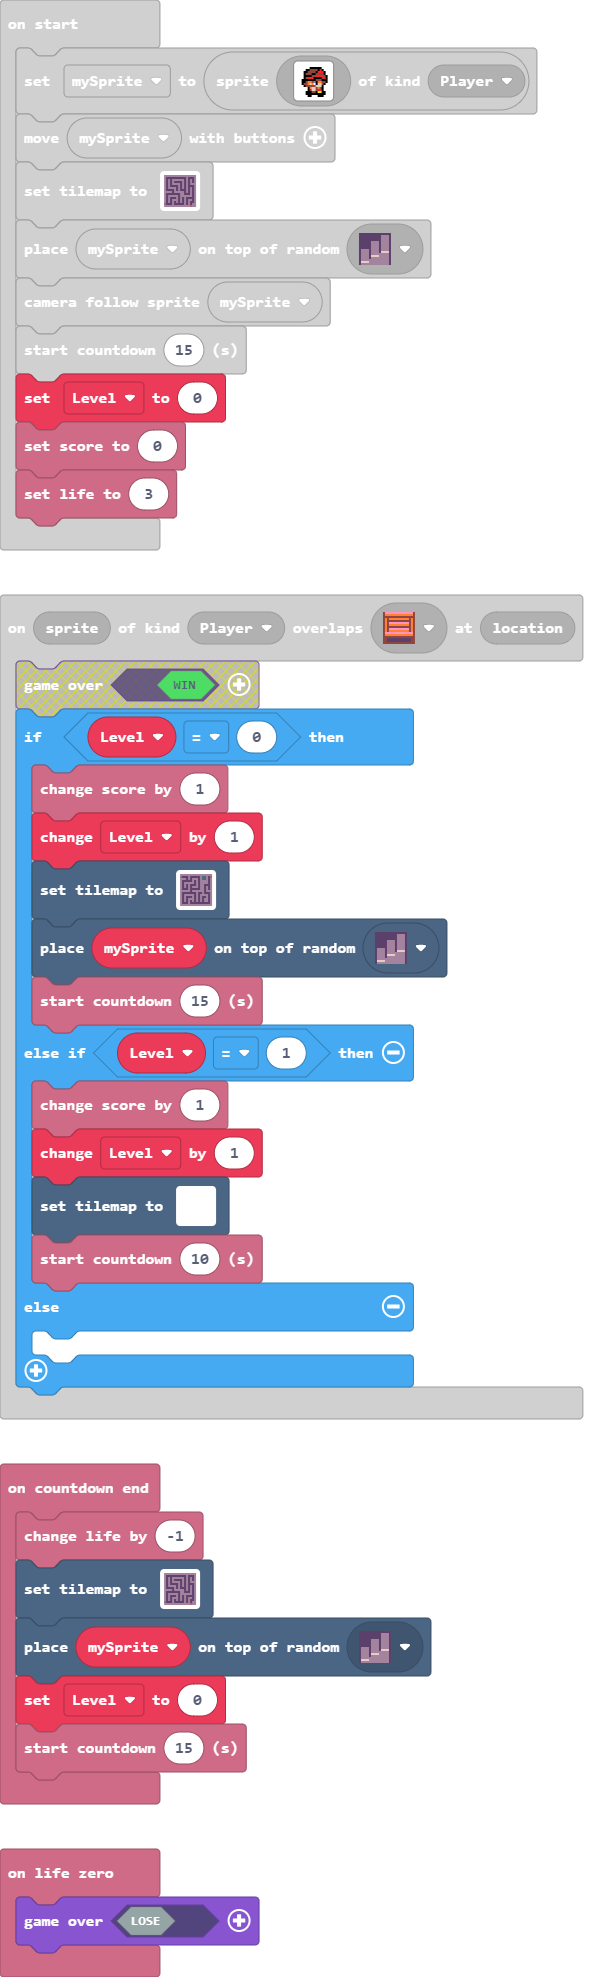 on start
set mySprite to sprite of kind Player
move mySprite with buttons
set tilemap to
place mySprite on top of random
camera follow sprite mySprite
start countdown 15 (s)
set Level to 0
set score to 0
set life to 3
on sprite of kind Player overlaps at location
game over WIN
if Level = 0 then
change score by 1
change Level by 1
set tilemap to
place mySprite on top of random
start countdown 15 (s)
else if Level = 1 then
change score by 1
change Level by 1
set tilemap to
start countdown 10 (s)
else
on countdown end
change life by -1
set tilemap to
place mySprite on top of random
set Level to 0
start countdown 15 (s)
on life zero
game over LOSE